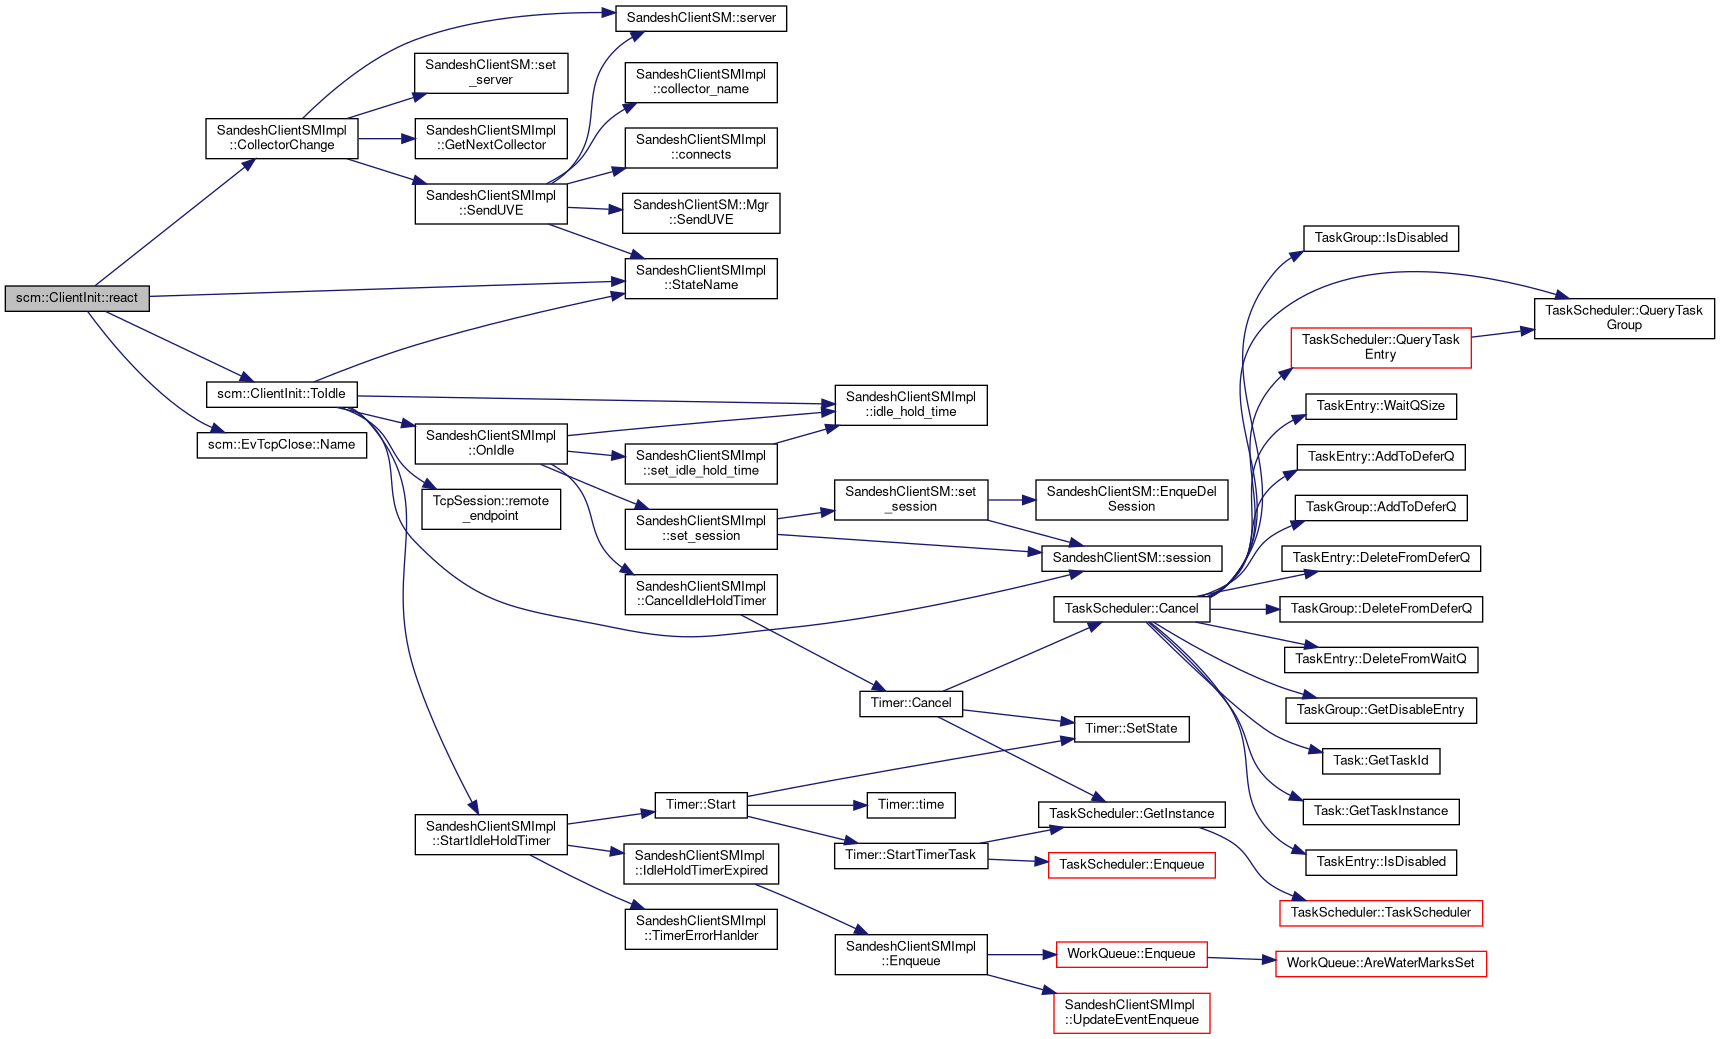 scm::ClientInit::react
SandeshClientSMImpl
::CollectorChange
scm::ClientInit::ToIdle
scm::EvTcpClose::Name
SandeshClientSM::set
_server
SandeshClientSMImpl
::GetNextCollector
SandeshClientSMImpl
::SendUVE
SandeshClientSMImpl
::OnIdle
TcpSession::remote
_endpoint
SandeshClientSMImpl
::StartIdleHoldTimer
SandeshClientSM::server
SandeshClientSMImpl
::collector_name
SandeshClientSMImpl
::connects
SandeshClientSM::Mgr
::SendUVE
SandeshClientSMImpl
::StateName
SandeshClientSMImpl
::set_idle_hold_time
SandeshClientSMImpl
::set_session
SandeshClientSMImpl
::CancelIdleHoldTimer
Timer::Start
SandeshClientSMImpl
::IdleHoldTimerExpired
SandeshClientSMImpl
::TimerErrorHanlder
SandeshClientSMImpl
::idle_hold_time
SandeshClientSM::set
_session
Timer::Cancel
Timer::time
Timer::StartTimerTask
SandeshClientSMImpl
::Enqueue
SandeshClientSM::EnqueDel
Session
SandeshClientSM::session
TaskScheduler::Cancel
Timer::SetState
TaskScheduler::GetInstance
TaskScheduler::Enqueue
WorkQueue::Enqueue
SandeshClientSMImpl
::UpdateEventEnqueue
TaskGroup::IsDisabled
TaskScheduler::QueryTask
Entry
TaskEntry::WaitQSize
TaskEntry::AddToDeferQ
TaskGroup::AddToDeferQ
TaskEntry::DeleteFromDeferQ
TaskGroup::DeleteFromDeferQ
TaskEntry::DeleteFromWaitQ
TaskGroup::GetDisableEntry
Task::GetTaskId
Task::GetTaskInstance
TaskEntry::IsDisabled
TaskScheduler::TaskScheduler
WorkQueue::AreWaterMarksSet
TaskScheduler::QueryTask
Group